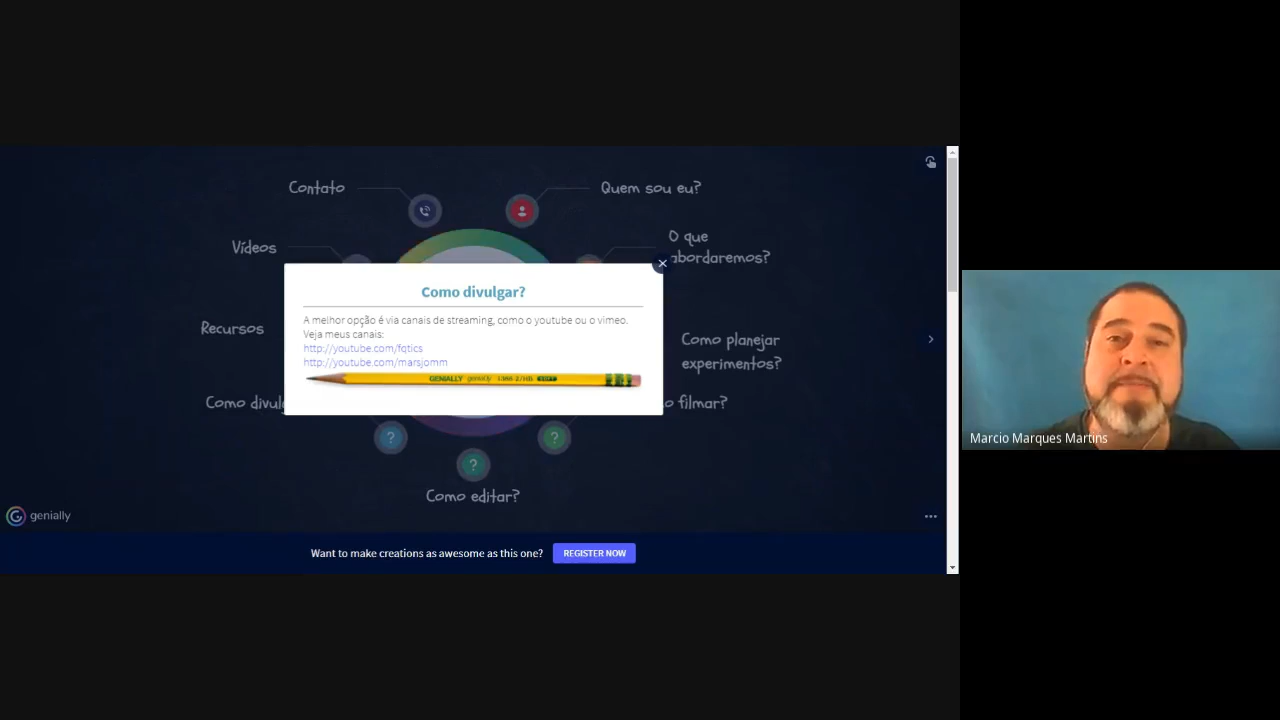 Contato
Quem sou eu?
Vídeos
O que
abordaremos?
Como divulgar?
A melhor opção é via canais de streaming, como o youtube ou o vimeo.
Veja meus canais:
http://youtube.com/fqtics
http://youtube.com/marsjomm
GENIALLY genially
Recursos
Como planejar
experimentos?
Como divul
o filmar?
Como editar?
genially
Want to make creations as awesome as this one?
REGISTER NOW
Marcio Marques Martins